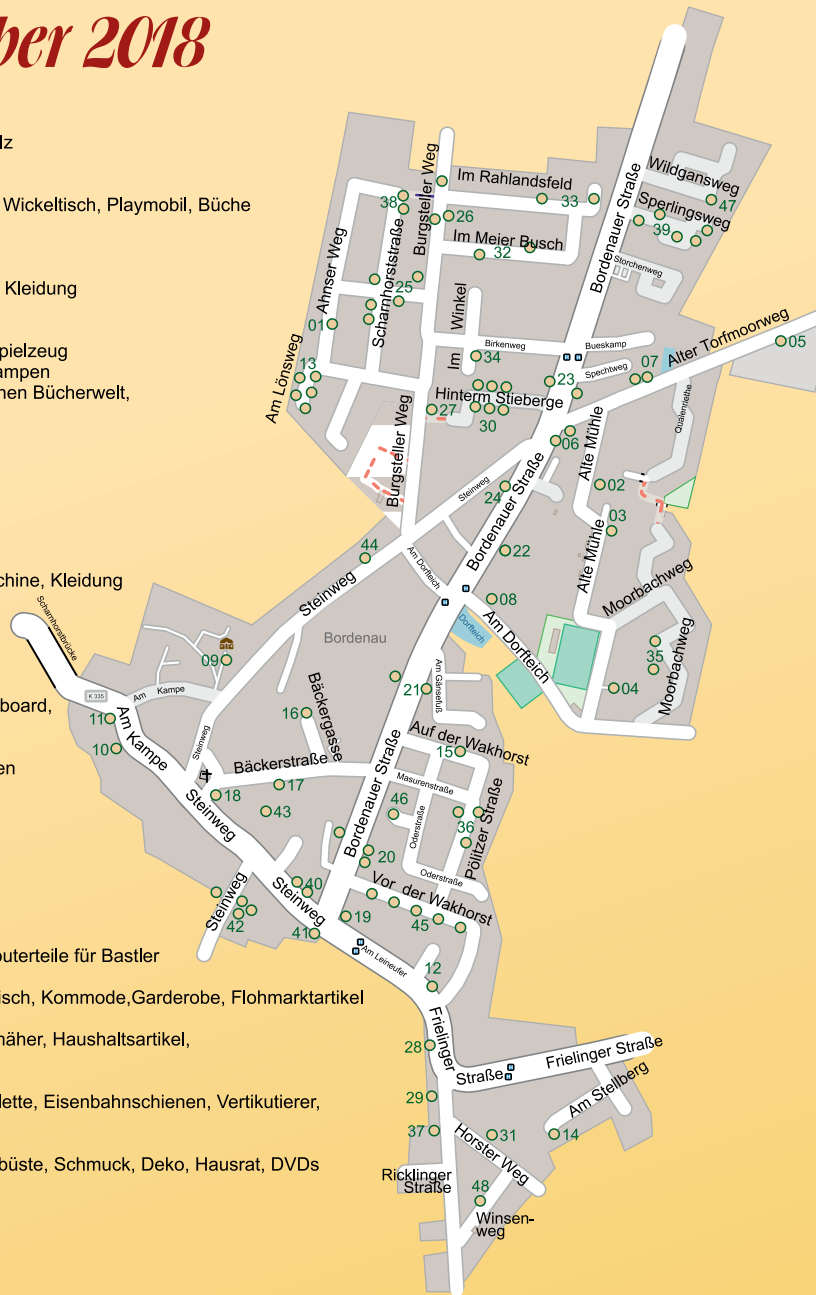 ber 2018
lz
Wickeltisch, Playmobil, Büche
Kleidung
pielzeug
ampen
nen Bücherwelt,
chine, Kleidung
board,
en
outerteile für Bastler
isch, Kommode,Garderobe, Flohmarktartikel
näher, Haushaltsartikel,
lette, Eisenbahnschienen, Vertikutierer,
büste, Schmuck, Deko, Hausrat, DVDs
Bordenauer Straße
Wildgansweg
47
Im Rahlandsfeld
33
Sperlingsweg
39
38
Burgsteller Weg
26
Im Meier Busch
32
Storchenweg
Ahnser Weg
Scharnhorststraße
25
01
Im Winkel
Birkenweg
Bueskamp
Alter Torfmoorweg
05
34
Am Lönsweg
13
23
Spechtweg
07
Hinterm Stieberge
27
30
06
Qualenriethe
Burgsteller Weg
Alte Mühle
02
Steinweg
24
Bordenauer Straße
03
Alte Mühle
44
22
Am Dorfteich
Moorbachweg
Steinweg
08
Dorfteich
Am Dorfteich
Scharnhorstbrücke
Bordenau
Moorbachweg
35
09
04
K 335
Am Kampe
Am Gänsefuß
21
11
Am Kampe
10
16
Bäckergasse
Steinweg
Auf der Wakhorst
15
Bäckerstraße
Bordenauer Straße
Masurenstraße
17
18
Steinweg
43
46
Oderstraße
36
Pölitzer Straße
20
Oderstraße
Vor der Wakhorst
Steinweg
40
Steinweg
42
41
19
45
Am Leineufer
12
Frielinger
28
Straße
Frielinger Straße
29
Am Stellberg
37
31
14
Horster Weg
Ricklinger
Straße
48
Winsen-
weg